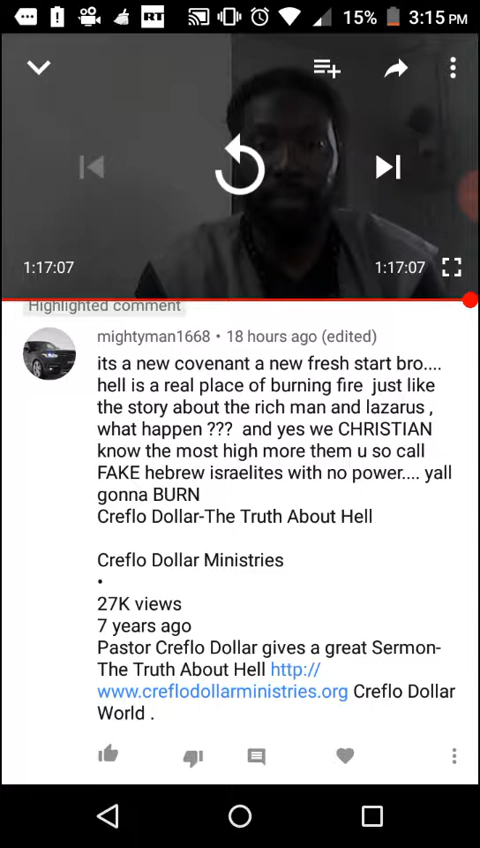 RT
15%
3:15 PM
1:17:07
1:17:07
Highlighted comment
mightyman1668 • 18 hours ago (edited)
its a new covenant a new fresh start bro....
hell is a real place of burning fire  just like
the story about the rich man and lazarus ,
what happen ???  and yes we CHRISTIAN
know the most high more them u so call
FAKE hebrew israelites with no power.... yall
gonna BURN
Creflo Dollar-The Truth About Hell
Creflo Dollar Ministries
•
27K views
7 years ago
Pastor Creflo Dollar gives a great Sermon-
The Truth About Hell http://
www.creflodollarministries.org Creflo Dollar
World .